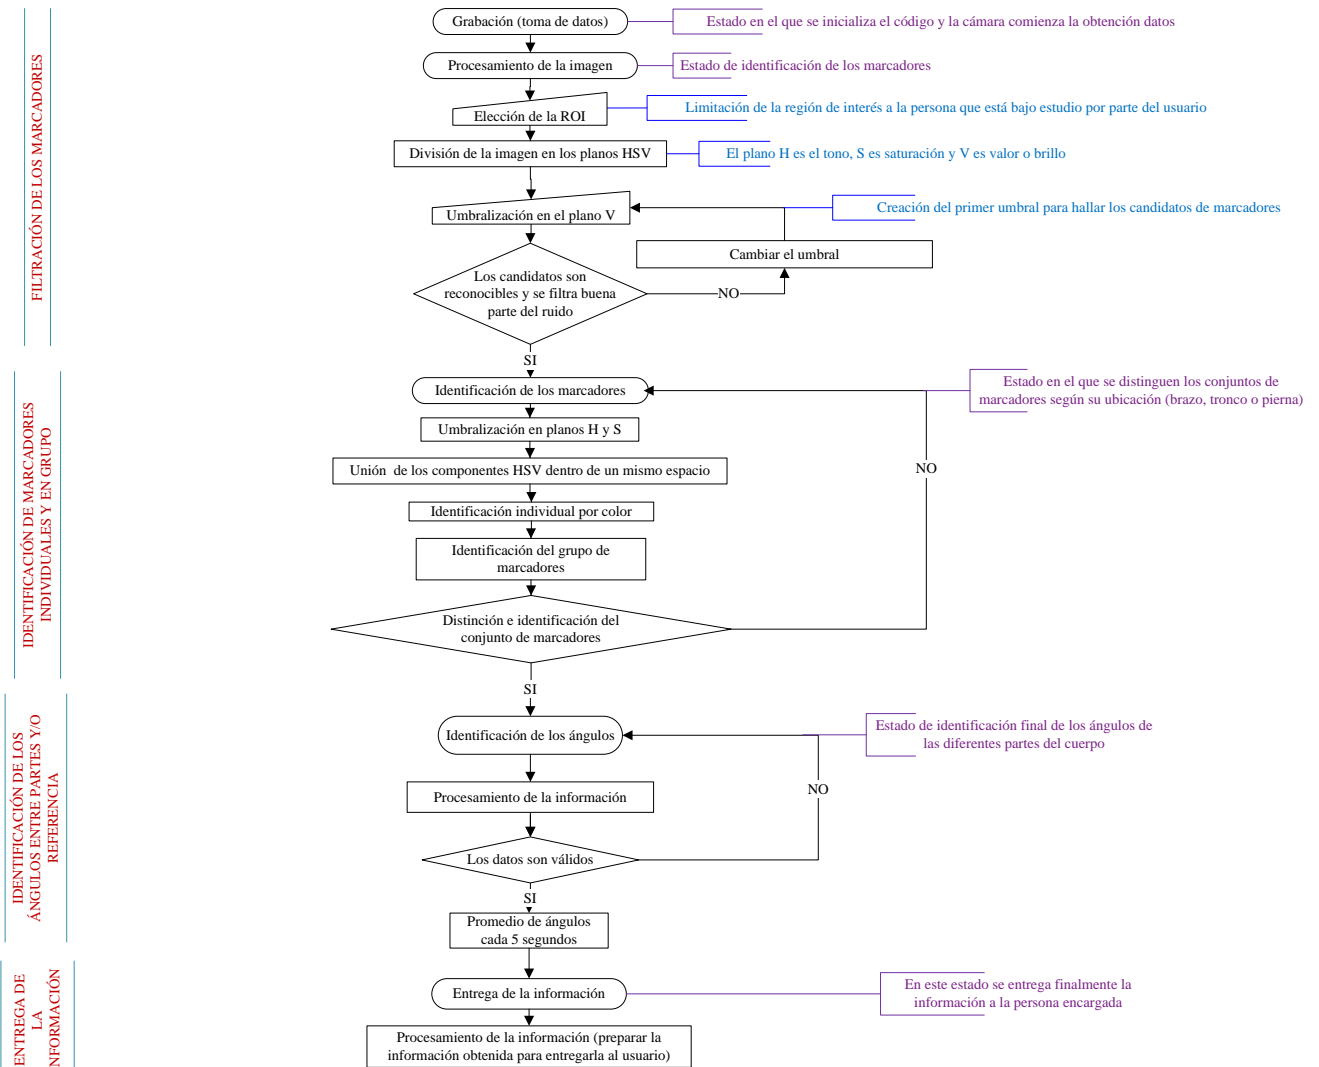 Grabación (toma de datos)
Estado en el que se inicializa el código y la cámara comienza la obtención datos
Procesamiento de la imagen
Estado de identificación de los marcadores
Elección de la ROI
Limitación de la región de interés a la persona que está bajo estudio por parte del usuario
División de la imagen en los planos HSV
El plano H es el tono, S es saturación y V es valor o brillo
Umbralización en el plano V
Creación del primer umbral para hallar los candidatos de marcadores
Cambiar el umbral
Los candidatos son
reconocibles y se filtra buena
parte del ruido
NO
SI
FILTRACIÓN DE LOS MARCADORES
Identificación de los marcadores
Estado en el que se distinguen los conjuntos de
marcadores según su ubicación (brazo, tronco o pierna)
Umbralización en planos H y S
Unión de los componentes HSV dentro de un mismo espacio
NO
Identificación individual por color
Identificación del grupo de
marcadores
Distinción e identificación del
conjunto de marcadores
SI
IDENTIFICACIÓN DE MARCADORES
INDIVIDUALES Y EN GRUPO
Identificación de los ángulos
Estado de identificación final de los ángulos de
las diferentes partes del cuerpo
Procesamiento de la información
NO
Los datos son válidos
SI
Promedio de ángulos
cada 5 segundos
IDENTIFICACIÓN DE LOS
ÁNGULOS ENTRE PARTES Y/O
REFERENCIA
Entrega de la información
En este estado se entrega finalmente la
información a la persona encargada
Procesamiento de la información (preparar la
información obtenida para entregarla al usuario)
ENTREGA DE
LA
NFORMACIÓN